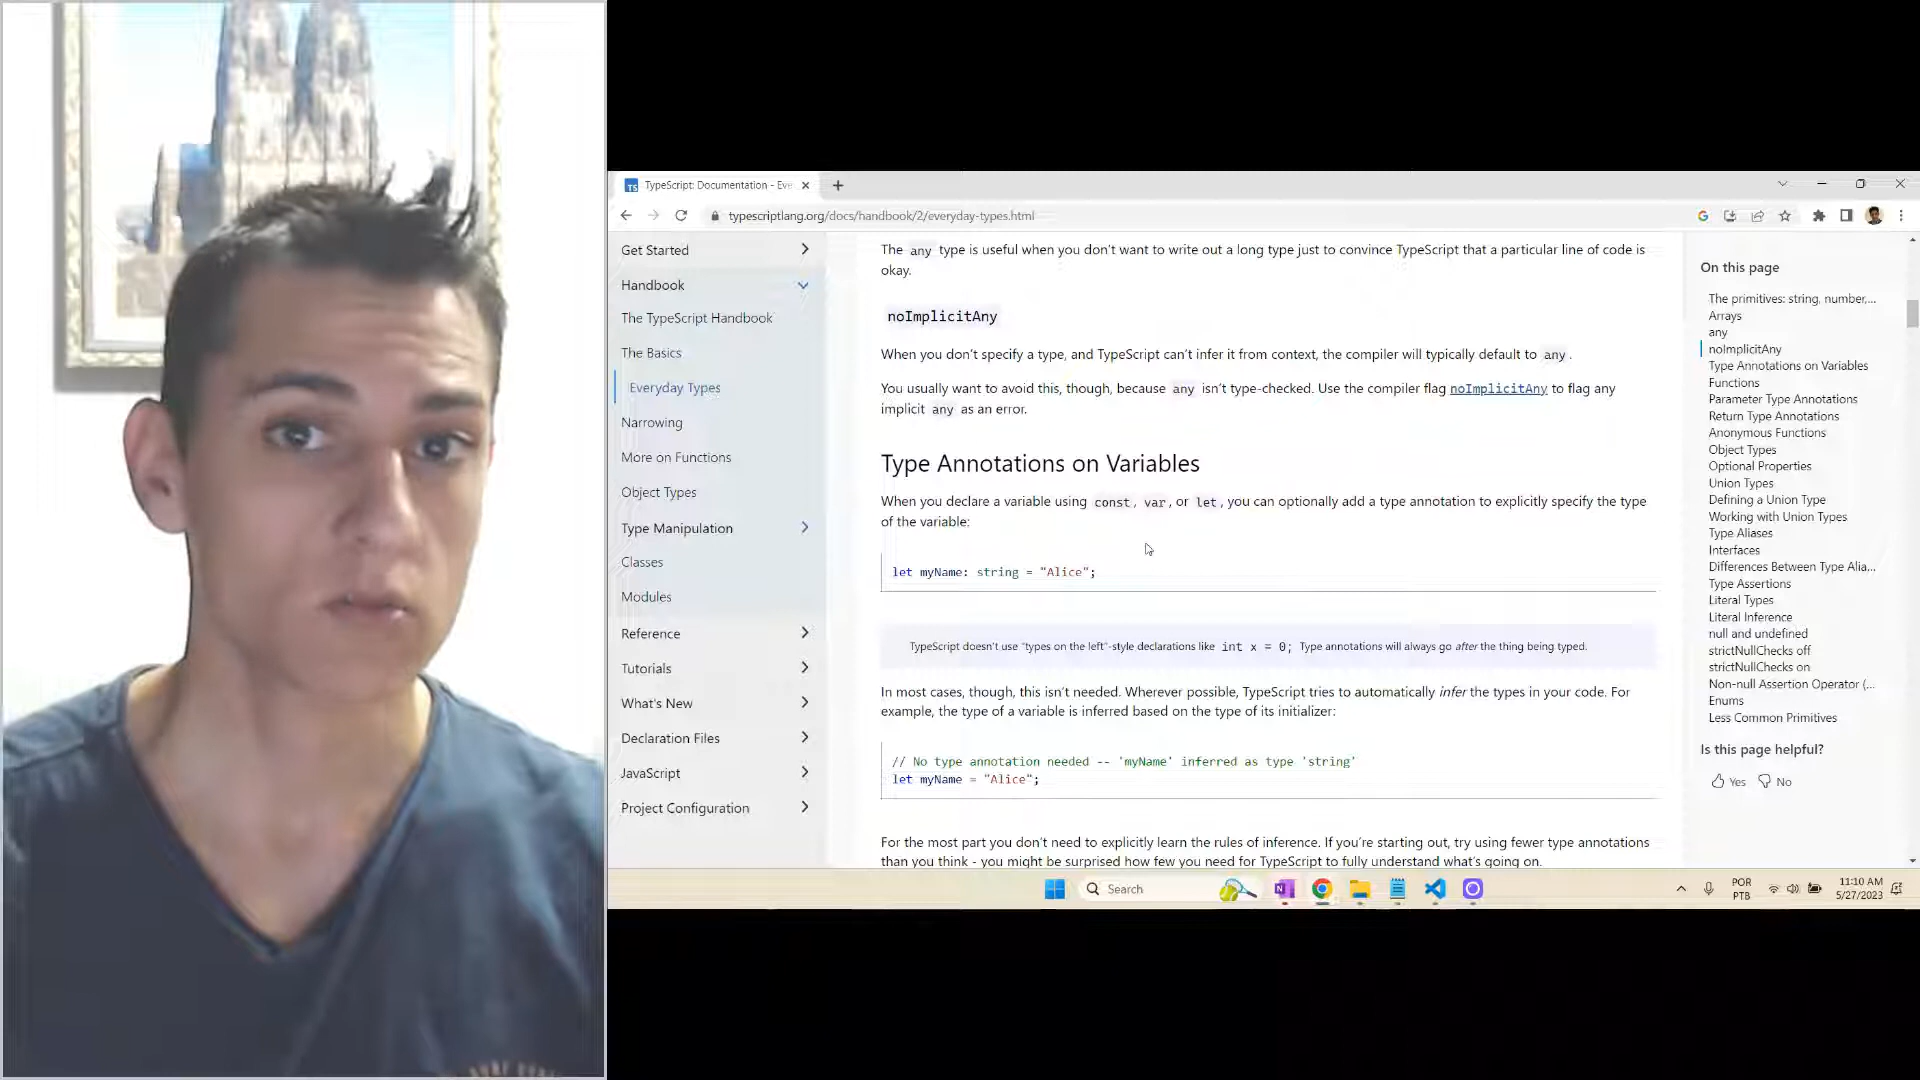 TypeScript: Documentation - Eve
typescriptlang.org/docs/handbook/2/everyday-types.html
Get Started
Handbook
The TypeScript Handbook
The Basics
Everyday Types
Narrowing
More on Functions
Object Types
Type Manipulation
Classes
Modules
Reference
Tutorials
What's New
Declaration Files
JavaScript
Project Configuration
The any type is useful when you don't want to write out a long type just to convince TypeScript that a particular line of code is
okay.
noImplicitAny
When you don't specify a type, and TypeScript can't infer it from context, the compiler will typically default to any .
You usually want to avoid this, though, because any isn't type-checked. Use the compiler flag noImplicitAny to flag any
implicit any as an error.
Type Annotations on Variables
When you declare a variable using const, var, or let, you can optionally add a type annotation to explicitly specify the type
of the variable:
let myName: string = "Alice";
TypeScript doesn't use "types on the left"-style declarations like int x = 0; Type annotations will always go after the thing being typed.
In most cases, though, this isn't needed. Wherever possible, TypeScript tries to automatically infer the types in your code. For
example, the type of a variable is inferred based on the type of its initializer:
// No type annotation needed -- 'myName' inferred as type 'string'
let myName = "Alice";
For the most part you don't need to explicitly learn the rules of inference. If you're starting out, try using fewer type annotations
than you think - you might be surprised how few you need for TypeScript to fully understand what's going on.
On this page
The primitives: string, number,...
Arrays
any
noImplicitAny
Type Annotations on Variables
Functions
Parameter Type Annotations
Return Type Annotations
Anonymous Functions
Object Types
Optional Properties
Union Types
Defining a Union Type
Working with Union Types
Type Aliases
Interfaces
Differences Between Type Alia...
Type Assertions
Literal Types
Literal Inference
null and undefined
strictNullChecks off
strictNullChecks on
Non-null Assertion Operator (...
Enums
Less Common Primitives
Is this page helpful?
Yes No
Search
POR
PTB
11:10 AM
5/27/2023